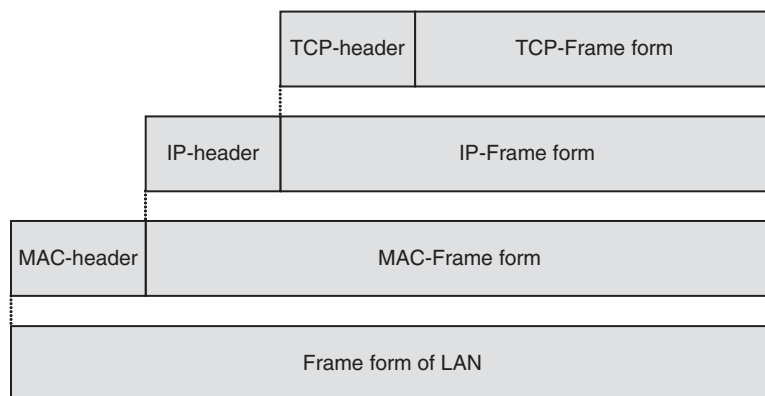 TCP-header
TCP-Frame form
IP-header
IP-Frame form
MAC-header
MAC-Frame form
Frame form of LAN